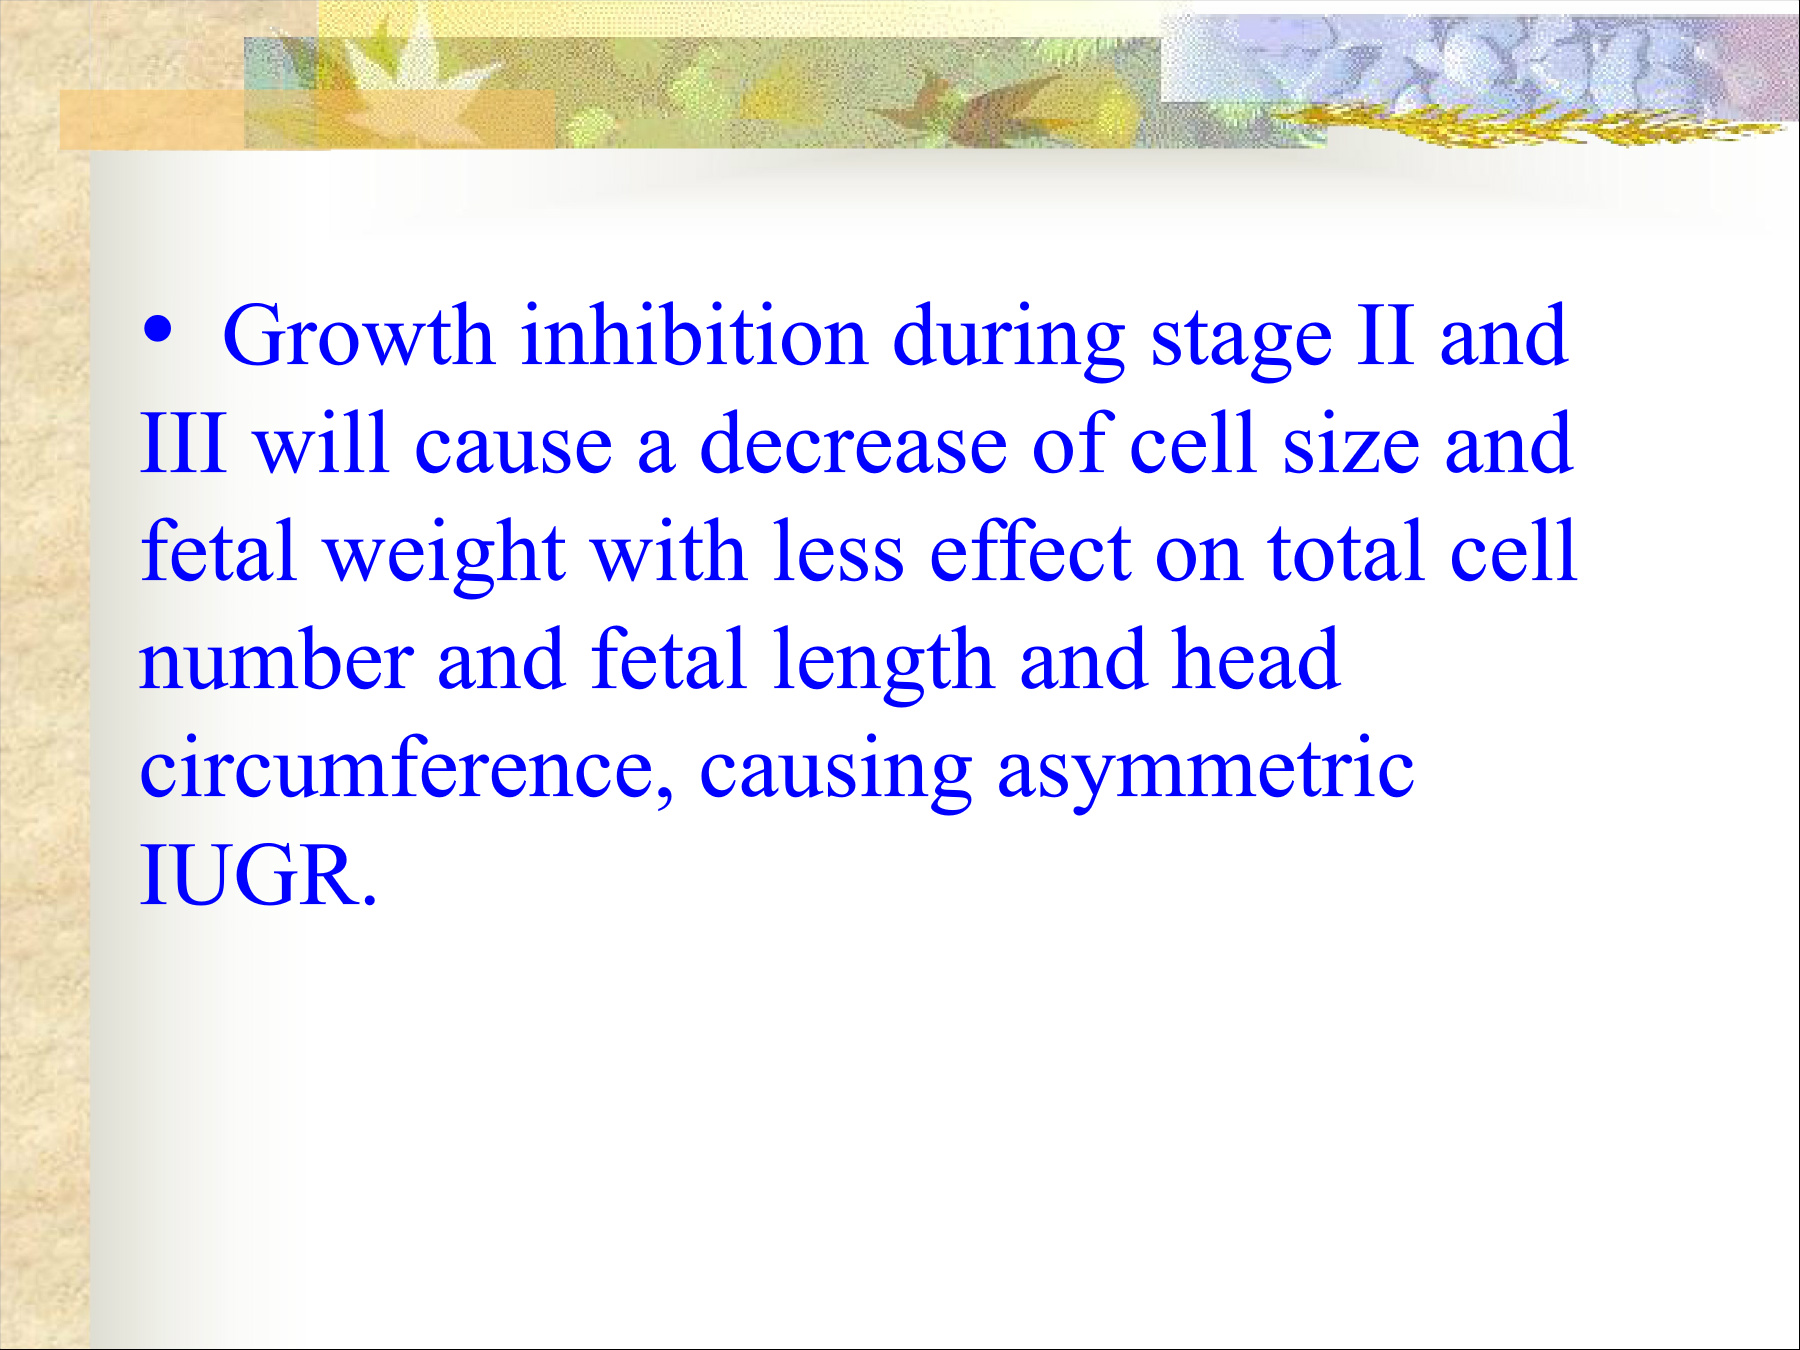 • Growth inhibition during stage II and
III will cause a decrease of cell size and
fetal weight with less effect on total cell
number and fetal length and head
circumference, causing asymmetric
IUGR.